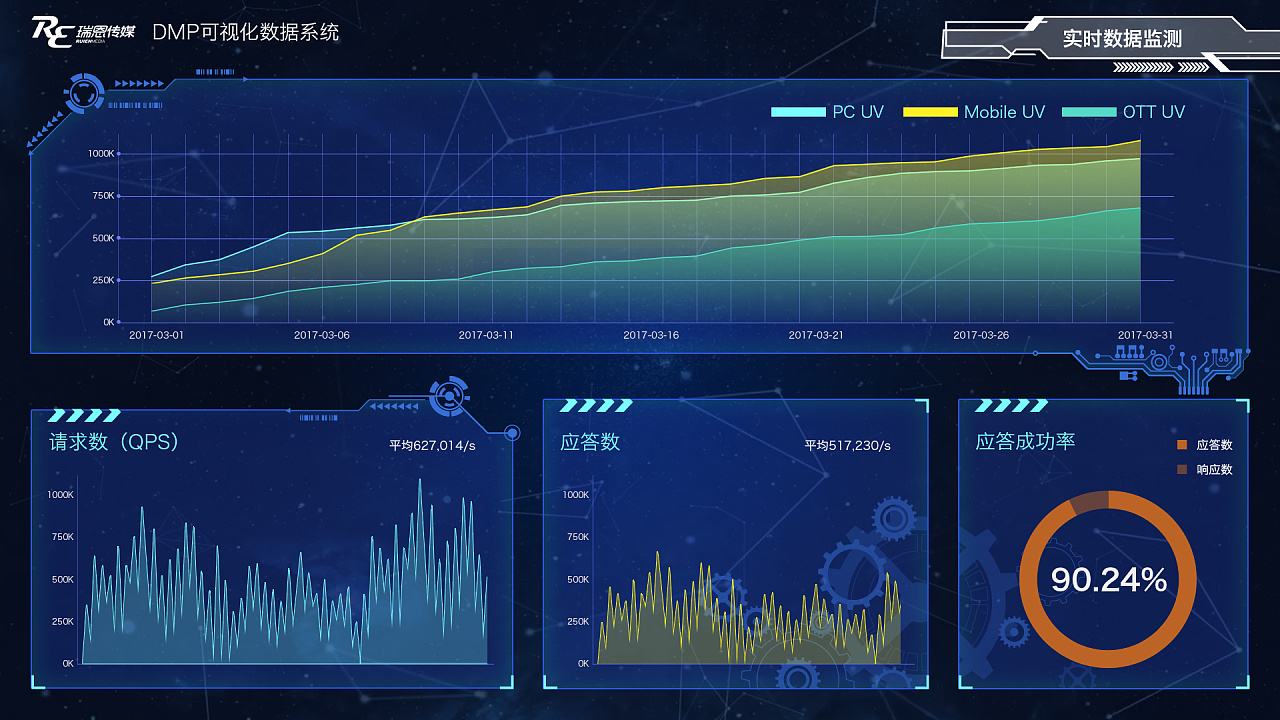 RE 瑞恩传媒 RUIENMEDIA
DMP可视化数据系统
实时数据监测
PC UV
Mobile UV
OTT UV
1000K
750K
500K
250K
0K
2017-03-01
2017-03-06
2017-03-11
2017-03-16
2017-03-21
2017-03-26
2017-03-31
请求数（QPS）
平均627,014/s
1000K
750K
500K
250K
0K
应答数
平均517,230/s
1000K
750K
500K
250K
0K
应答成功率
应答数
响应数
90.24%